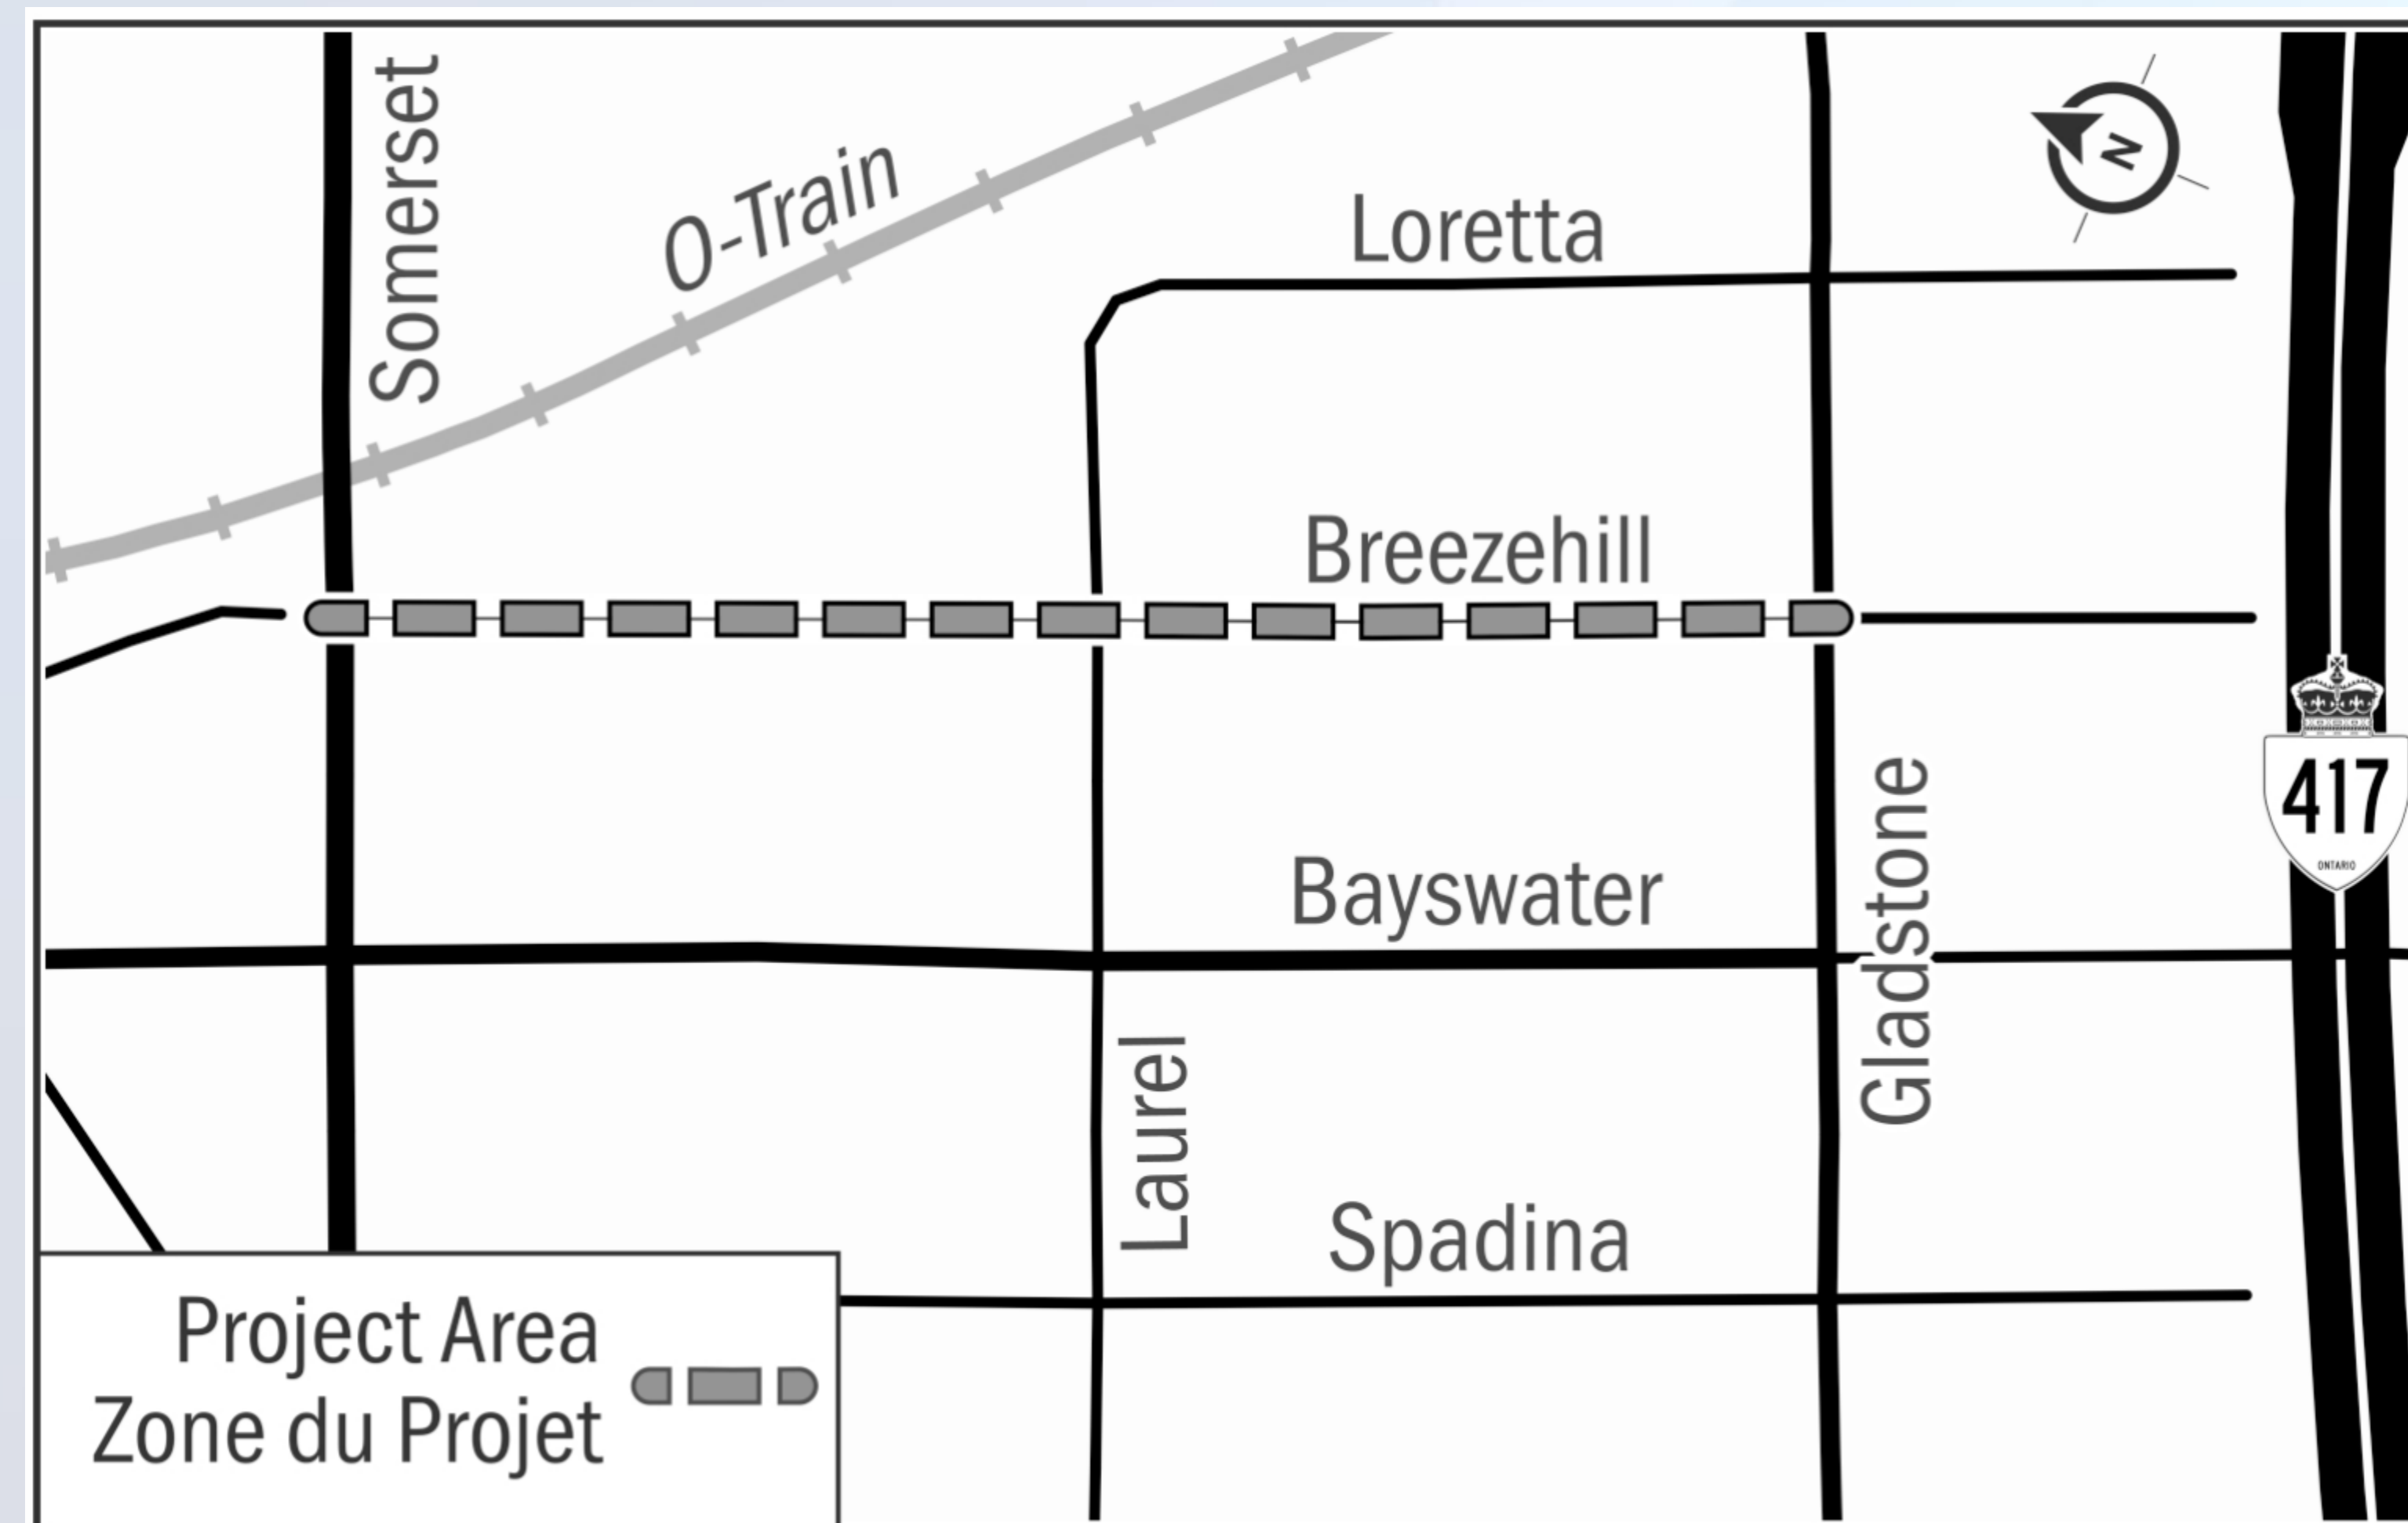 Somerset
O-Train
Loretta
N
Breezehill
417
ONTARIO
Bayswater
Gladstone
Laurel
Spadina
Project Area
Zone du Projet